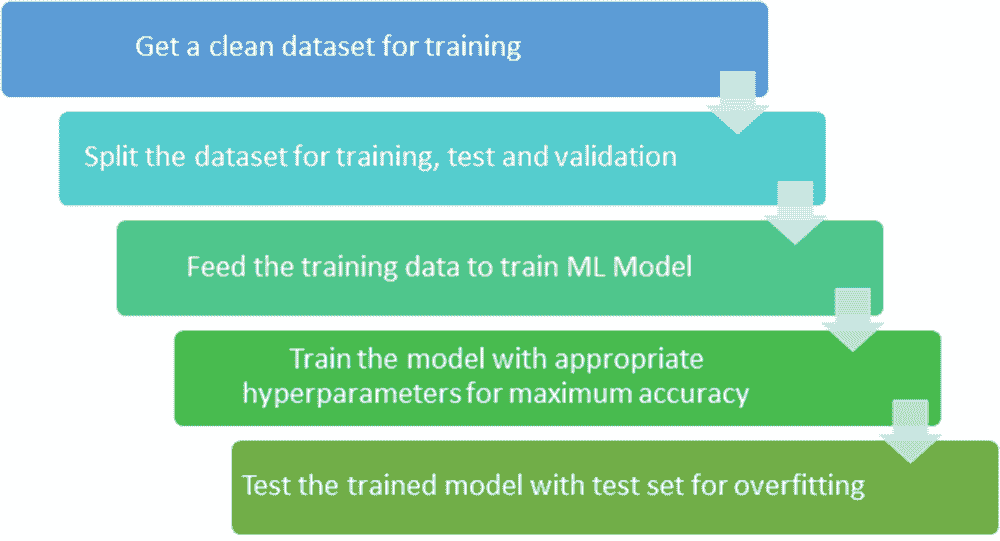 Get a clean dataset for training
Split the dataset for training, test and validation
Feed the training data to train ML Model
Train the model with appropriate
hyperparameters for maximum accuracy
Test the trained model with test set for overfitting